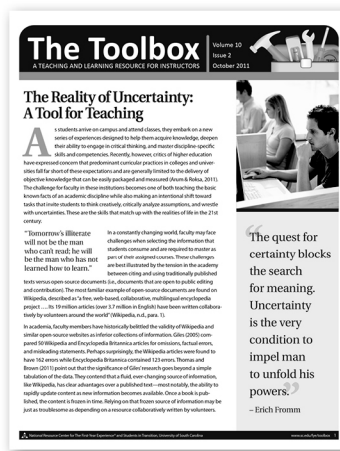 The Toolbox
A TEACHING AND LEARNING RESOURCE FOR INSTRUCTORS
Volume 10
Issue 2
October 2011
The Reality of Uncertainty:
A Tool for Teaching
As students arrive on campus and attend classes, they embark on a new
series of experiences designed to help them acquire knowledge, deepen
their ability to engage in critical thinking, and master discipline-specific
skills and competencies. Recently, however, critics of higher education
have expressed concern that predominant curricular practices in colleges and univer-
sities fall far short of these expectations and are generally limited to the delivery of
objective knowledge that can be easily packaged and measured (Arum & Roksa, 2011).
The challenge for faculty in these institutions becomes one of both teaching the basic
known facts of an academic discipline while also making an intentional shift toward
tasks that invite students to think creatively, critically analyze assumptions, and wrestle
with uncertainties. These are the skills that match up with the realities of life in the 21st
century.
"Tomorrow's illiterate
will not be the man
who can't read; he will
be the man who has not
learned how to learn."
In a constantly changing world, faculty may face
challenges when selecting the information that
students consume and are required to master as
part of their assigned courses. These challenges
are best illustrated by the tension in the academy
between citing and using traditionally published
texts versus open-source documents (i.e., documents that are open to public editing
and contribution). The most familiar example of open-source documents are found on
Wikipedia, described as "a free, web-based, collaborative, multilingual encyclopedia
project . . . . Its 19 million articles (over 3.7 million in English) have been written collabora-
tively by volunteers around the world" (Wikipedia, n.d., para. 1).
In academia, faculty members have historically belittled the validity of Wikipedia and
similar open-source websites as inferior collections of information. Giles (2005) com-
pared 50 Wikipedia and Encyclopedia Britannica articles for omissions, factual errors,
and misleading statements. Perhaps surprisingly, the Wikipedia articles were found to
have 162 errors while Encyclopedia Britannica contained 123 errors. Thomas and
Brown (2011) point out that the significance of Giles' research goes beyond a simple
tabulation of the data. They contend that a fluid, ever-changing source of information,
like Wikipedia, has clear advantages over a published text—most notably, the ability to
rapidly update content as new information becomes available. Once a book is pub-
lished, the content is frozen in time. Relying on that frozen source of information may be
just as troublesome as depending on a resource collaboratively written by volunteers.
"The quest for
certainty blocks
the search
for meaning.
Uncertainty
is the very
condition to
impel man
to unfold his
powers."
– Erich Fromm
National Resource Center for The First-Year Experience® and Students in Transition, University of South Carolina
www.sc.edu/fye/toolbox 1